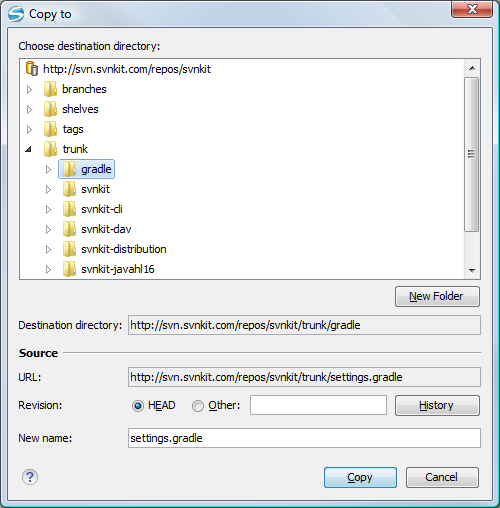 Copy to
Choose destination directory:
http://svn.svnkit.com/repos/svnkit
branches
shelves
tags
trunk
gradle
svnkit
svnkit-cli
svnkit-dav
svnkit-distribution
svnkit-javahl16
New Folder
Destination directory: http://svn.svnkit.com/repos/svnkit/trunk/gradle
Source
URL: http://svn.svnkit.com/repos/svnkit/trunk/settings.gradle
Revision: HEAD Other: History
New name: settings.gradle
? Copy Cancel